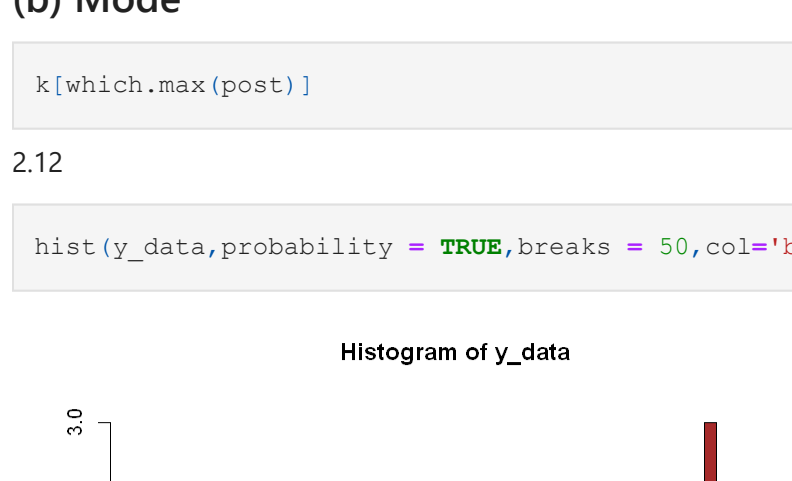 (b) Mode
k[which.max(post)]
2.12
hist(y_data,probability = TRUE,breaks = 50,col='b
Histogram of y_data
3.0